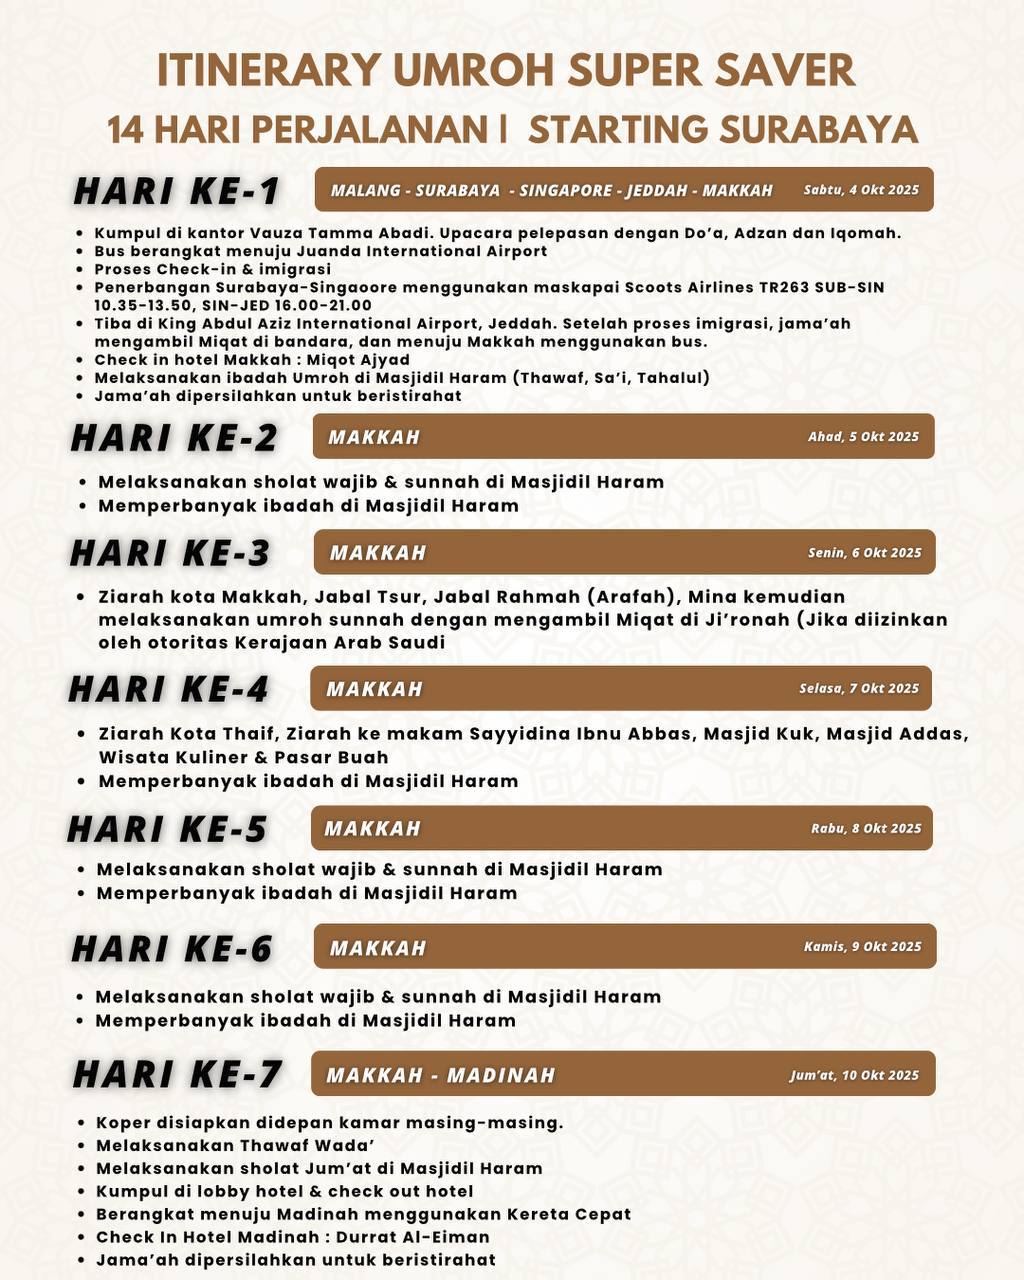 ITINERARY UMROH SUPER SAVER
14 HARI PERJALANAN | STARTING SURABAYA
HARI KE-1
MALANG - SURABAYA - SINGAPORE - JEDDAH - MAKKAH Sabtu, 4 Okt 2025
• Kumpul di kantor Vauza Tamma Abadi. Upacara pelepasan dengan Do’a, Adzan dan Iqomah.
• Bus berangkat menuju Juanda International Airport
• Proses Check-in & imigrasi
• Penerbangan Surabaya-Singaoore menggunakan maskapai Scoots Airlines TR263 SUB-SIN
10.35-13.50, SIN-JED 16.00-21.00
• Tiba di King Abdul Aziz International Airport, Jeddah. Setelah proses imigrasi, jama’ah
mengambil Miqat di bandara, dan menuju Makkah menggunakan bus.
• Check in hotel Makkah : Miqot Ajyad
• Melaksanakan ibadah Umroh di Masjidil Haram (Thawaf, Sa’i, Tahalul)
• Jama’ah dipersilahkan untuk beristirahat
HARI KE-2
MAKKAH Ahad, 5 Okt 2025
• Melaksanakan sholat wajib & sunnah di Masjidil Haram
• Memperbanyak ibadah di Masjidil Haram
HARI KE-3
MAKKAH Senin, 6 Okt 2025
• Ziarah kota Makkah, Jabal Tsur, Jabal Rahmah (Arafah), Mina kemudian
melaksanakan umroh sunnah dengan mengambil Miqat di Ji’ronah (Jika diizinkan
oleh otoritas Kerajaan Arab Saudi
HARI KE-4
MAKKAH Selasa, 7 Okt 2025
• Ziarah Kota Thaif, Ziarah ke makam Sayyidina Ibnu Abbas, Masjid Kuk, Masjid Addas,
Wisata Kuliner & Pasar Buah
• Memperbanyak ibadah di Masjidil Haram
HARI KE-5
MAKKAH Rabu, 8 Okt 2025
• Melaksanakan sholat wajib & sunnah di Masjidil Haram
• Memperbanyak ibadah di Masjidil Haram
HARI KE-6
MAKKAH Kamis, 9 Okt 2025
• Melaksanakan sholat wajib & sunnah di Masjidil Haram
• Memperbanyak ibadah di Masjidil Haram
HARI KE-7
MAKKAH - MADINAH Jum’at, 10 Okt 2025
• Koper disiapkan didepan kamar masing-masing.
• Melaksanakan Thawaf Wada’
• Melaksanakan sholat Jum’at di Masjidil Haram
• Kumpul di lobby hotel & check out hotel
• Berangkat menuju Madinah menggunakan Kereta Cepat
• Check In Hotel Madinah : Durrat Al-Eiman
• Jama’ah dipersilahkan untuk beristirahat